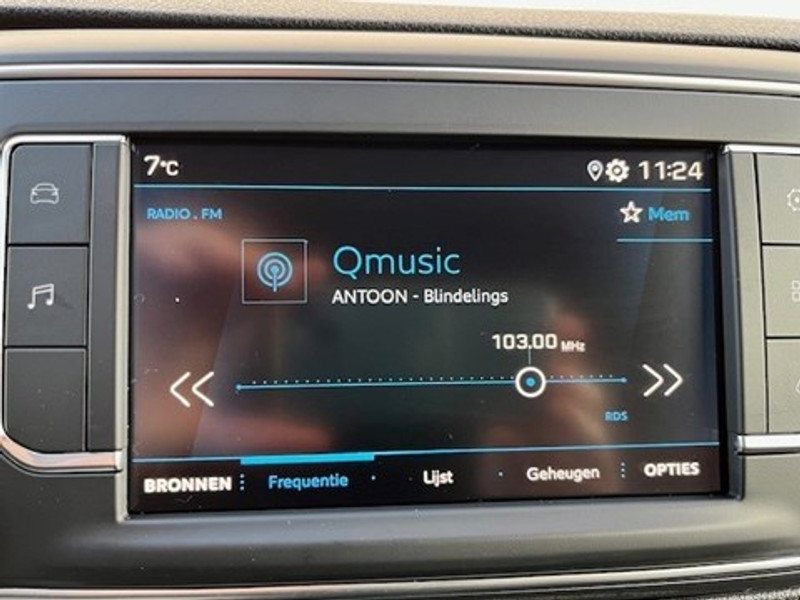 7°C 11:24
RADIO . FM Mem
Qmusic
ANTOON - Blindelings
103.00 MHz
RDS
BRONNEN Frequentie Lijst Geheugen OPTIES